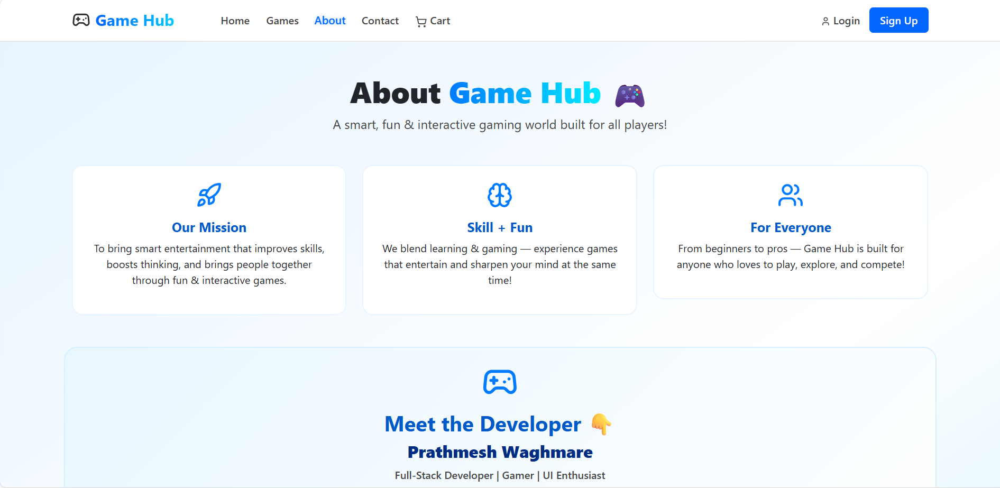 Game Hub
Home
Games
About
Contact
Cart
Login
Sign Up
About Game Hub 🎮
A smart, fun & interactive gaming world built for all players!
Our Mission
To bring smart entertainment that improves skills,
boosts thinking, and brings people together
through fun & interactive games.
Skill + Fun
We blend learning & gaming — experience games
that entertain and sharpen your mind at the same
time!
For Everyone
From beginners to pros — Game Hub is built for
anyone who loves to play, explore, and compete!
Meet the Developer 👇
Prathmesh Waghmare
Full-Stack Developer | Gamer | UI Enthusiast